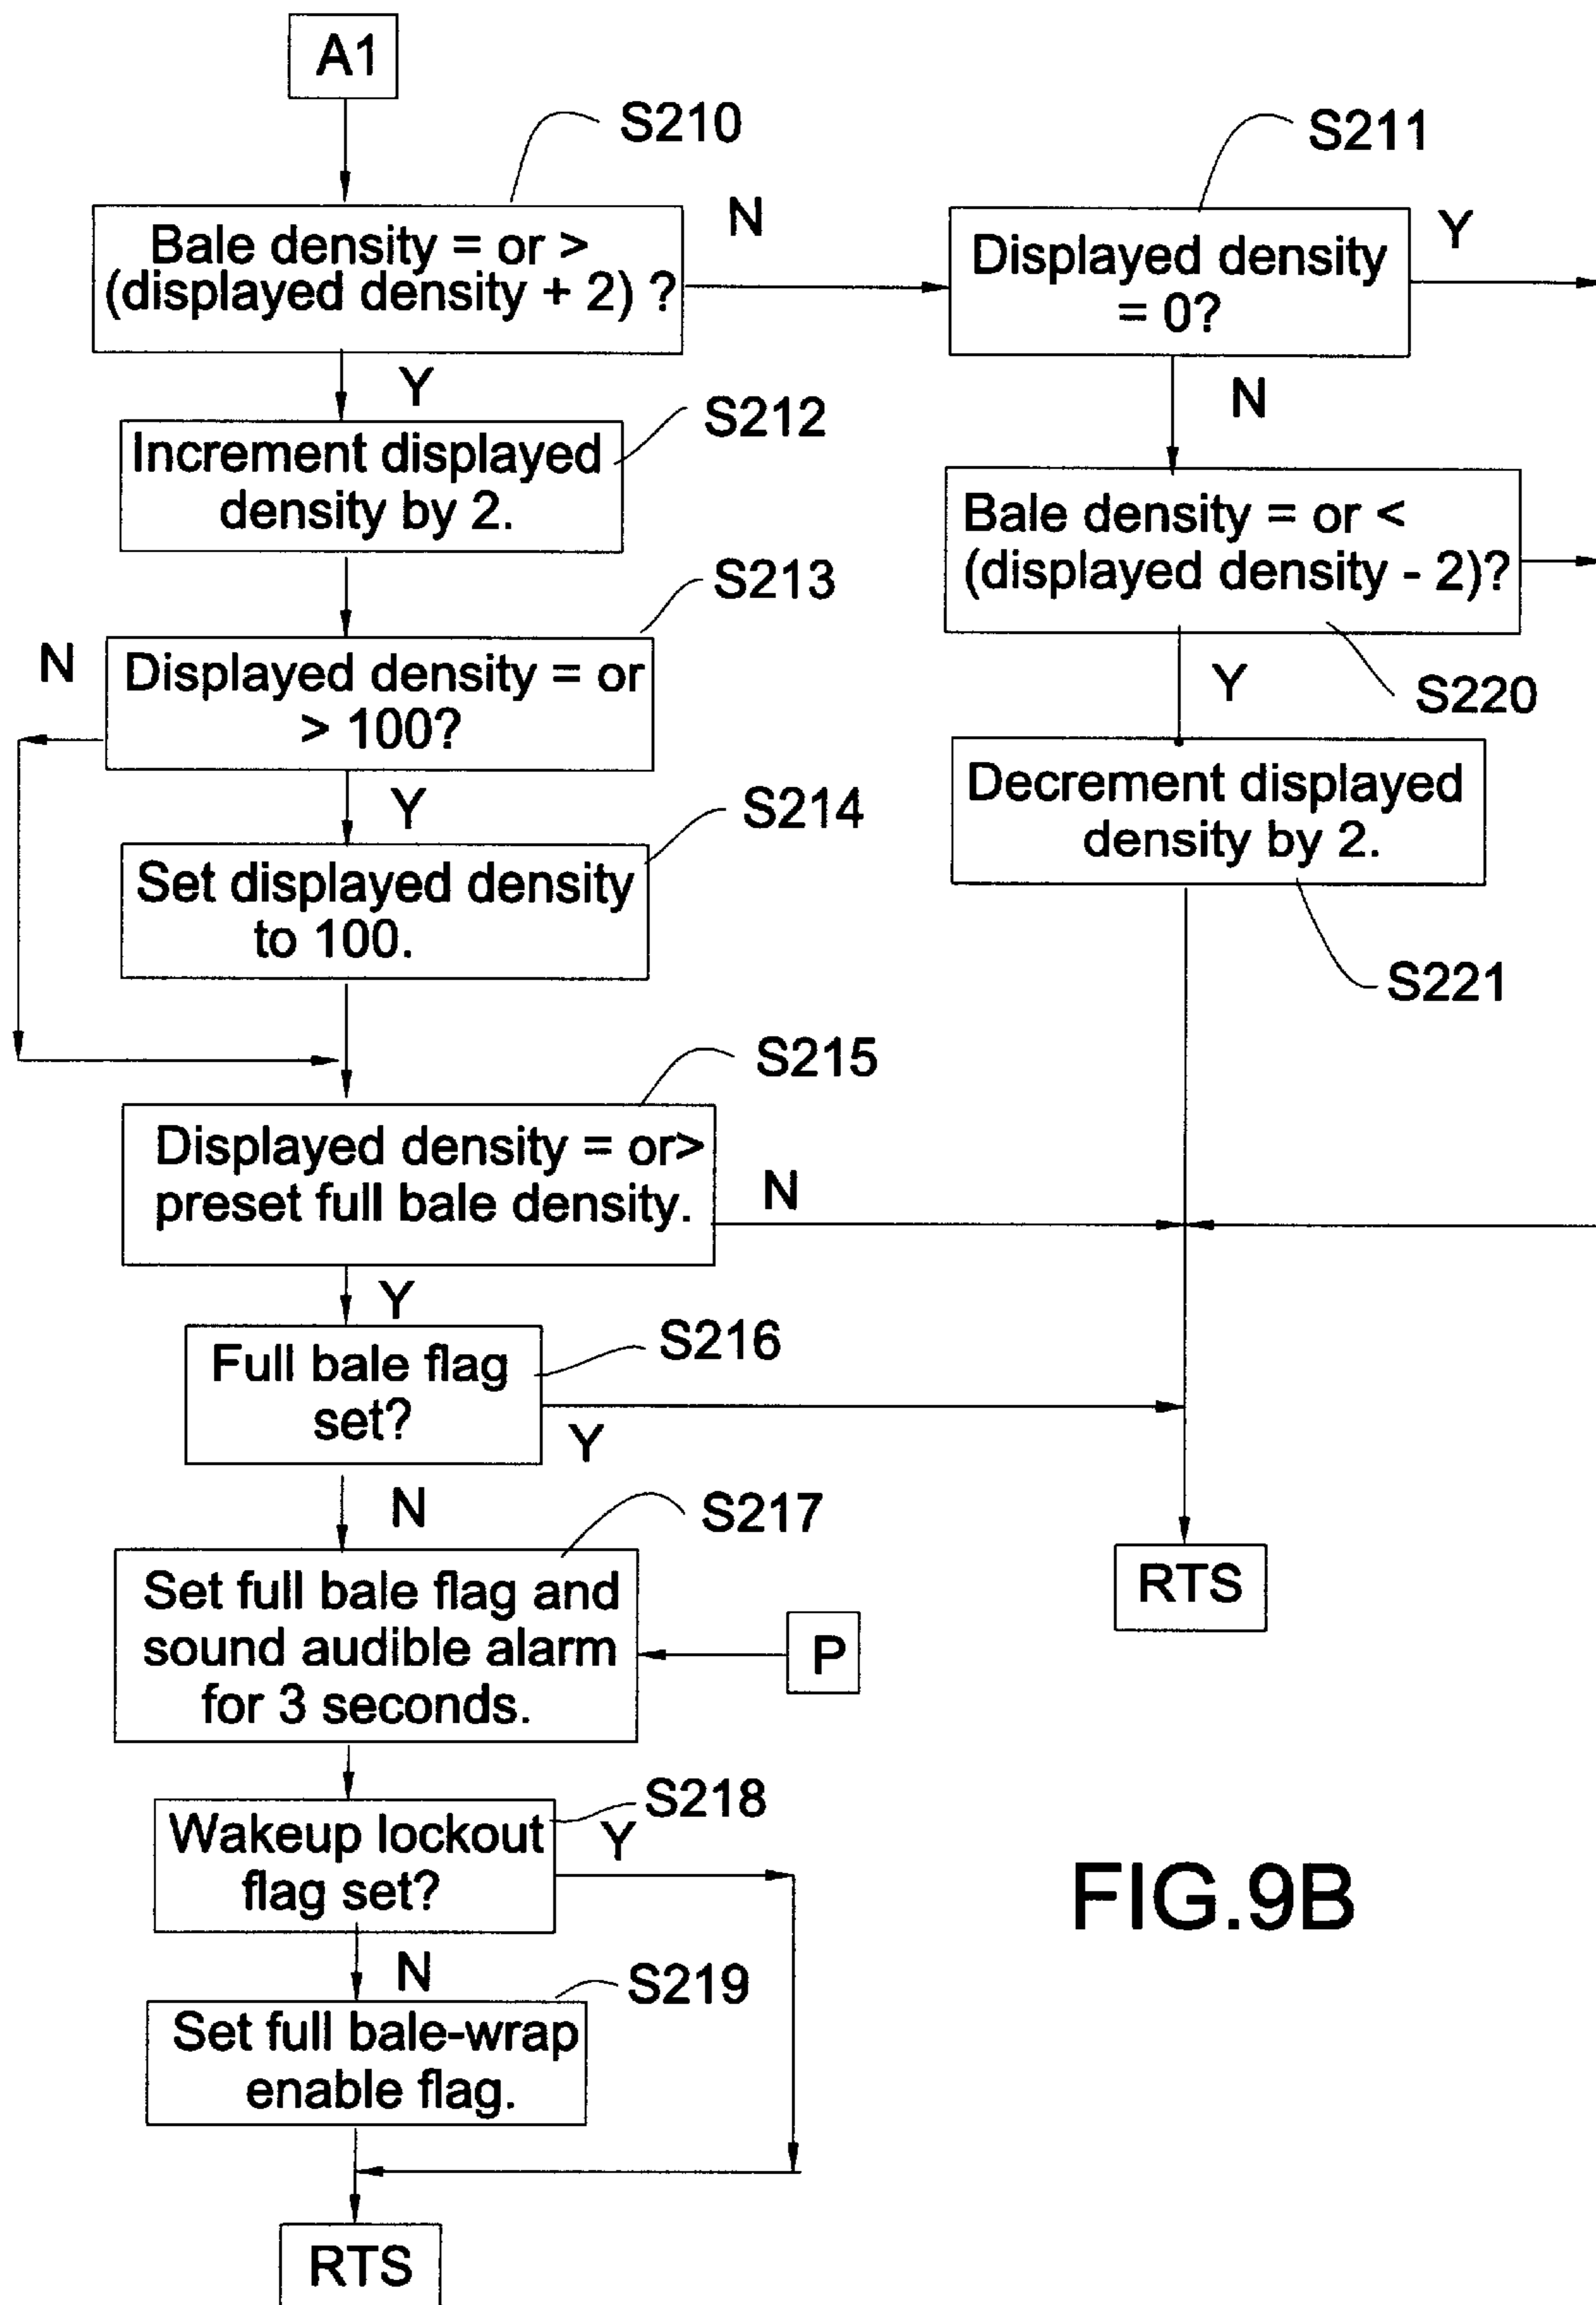 A1
S210
S211
Bale density = or >
(displayed density + 2) ?
N
Displayed density
= 0?
Y
Y
N
S212
Increment displayed
density by 2.
Bale density = or <
(displayed density - 2)?
S213
N
Displayed density = or
> 100?
Y
S220
Y
S214
Decrement displayed
density by 2.
Set displayed density
to 100.
S221
S215
Displayed density = or>
preset full bale density.
N
Y
S216
Full bale flag
set?
Y
N
S217
Set full bale flag and
sound audible alarm
for 3 seconds.
P
RTS
S218
Wakeup lockout
flag set?
Y
N
S219
Set full bale-wrap
enable flag.
RTS
FIG.9B